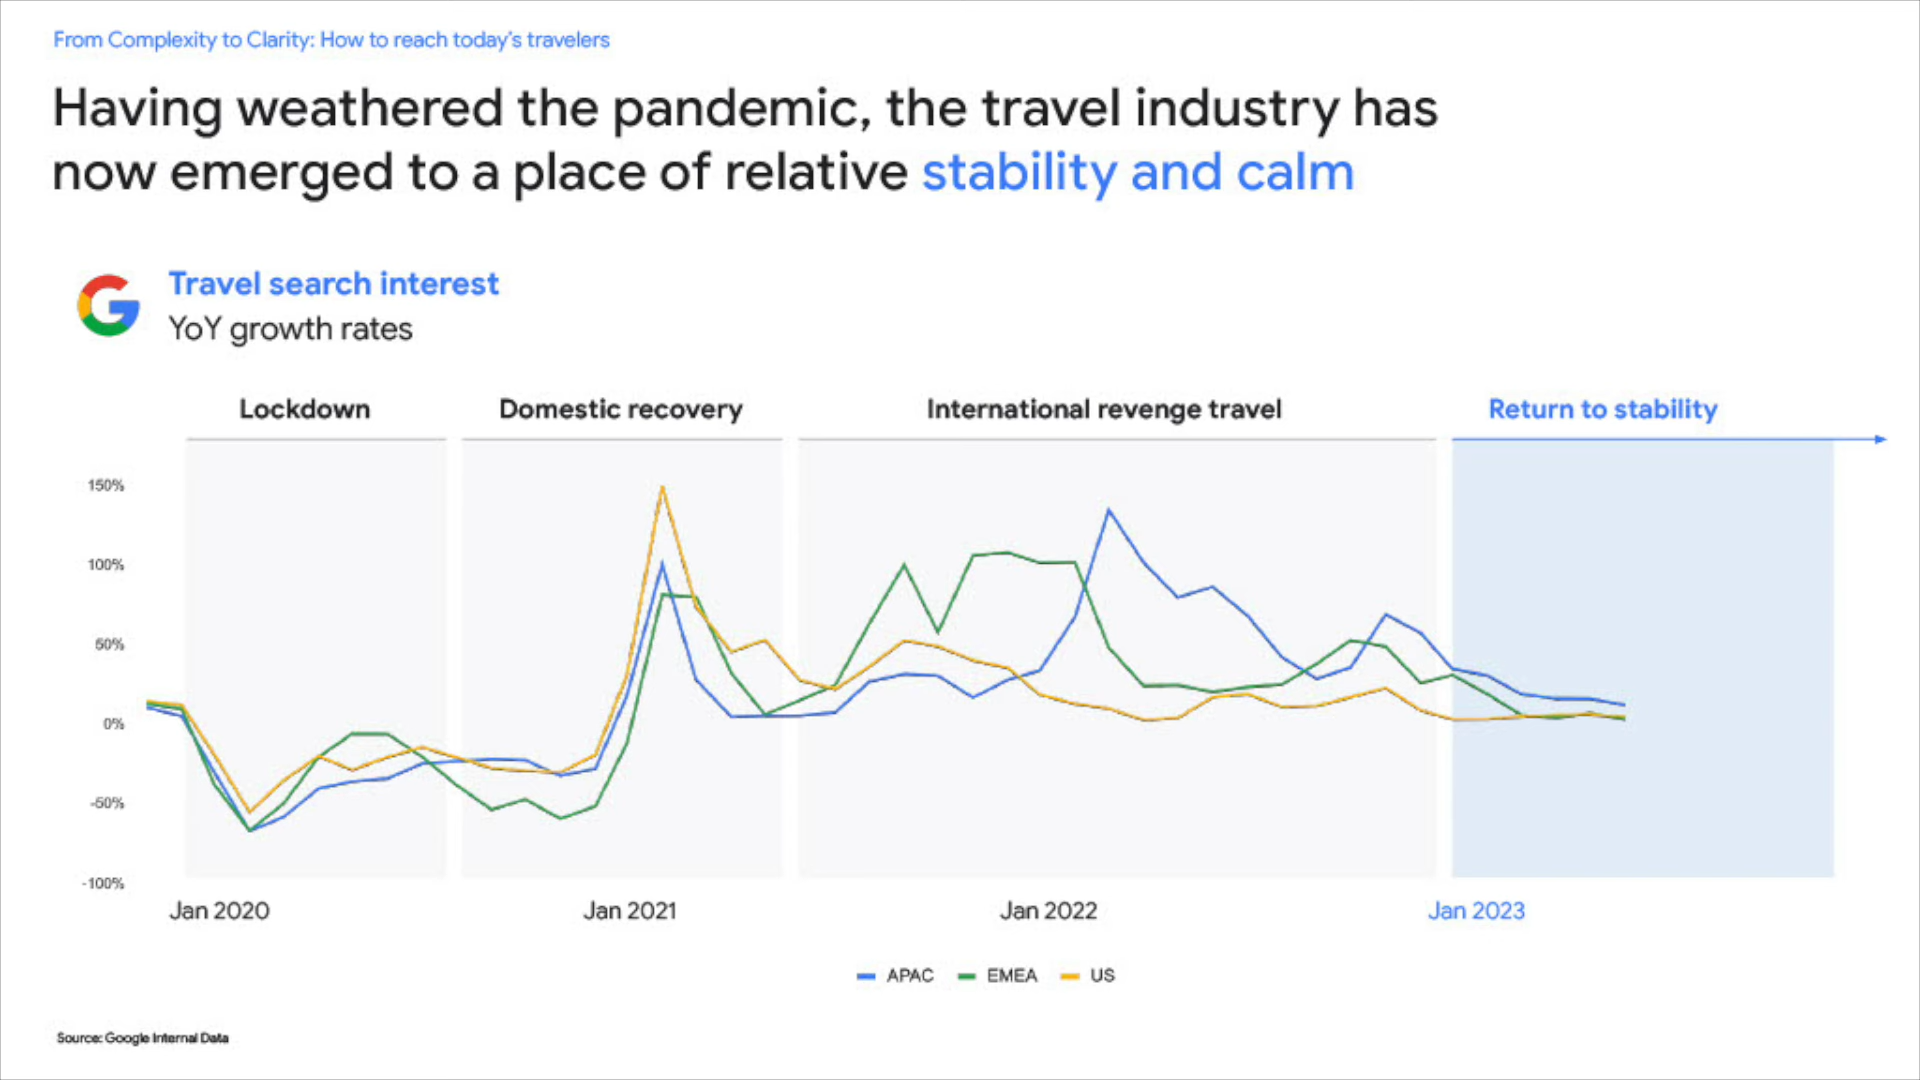 From Complexity to Clarity: How to reach today's travelers
Having weathered the pandemic, the travel industry has
now emerged to a place of relative stability and calm
Travel search interest
YoY growth rates
Lockdown
Domestic recovery
International revenge travel
Return to stability
150%
100%
50%
0%
-50%
-100%
Jan 2020
Jan 2021
Jan 2022
Jan 2023
APAC
EMEA
US
Source: Google Internal Data